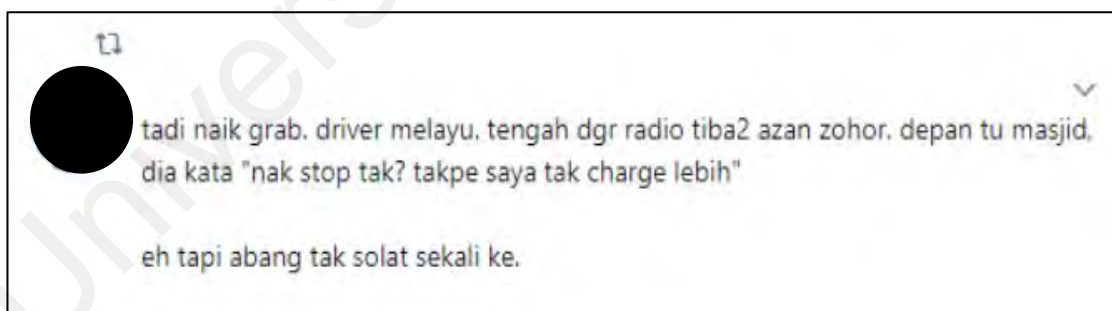 tadi naik grab. driver melayu. tengah dgr radio tiba2 azan zohor. depan tu masjid,
dia kata "nak stop tak? takpe saya tak charge lebih"
eh tapi abang tak solat sekali ke.